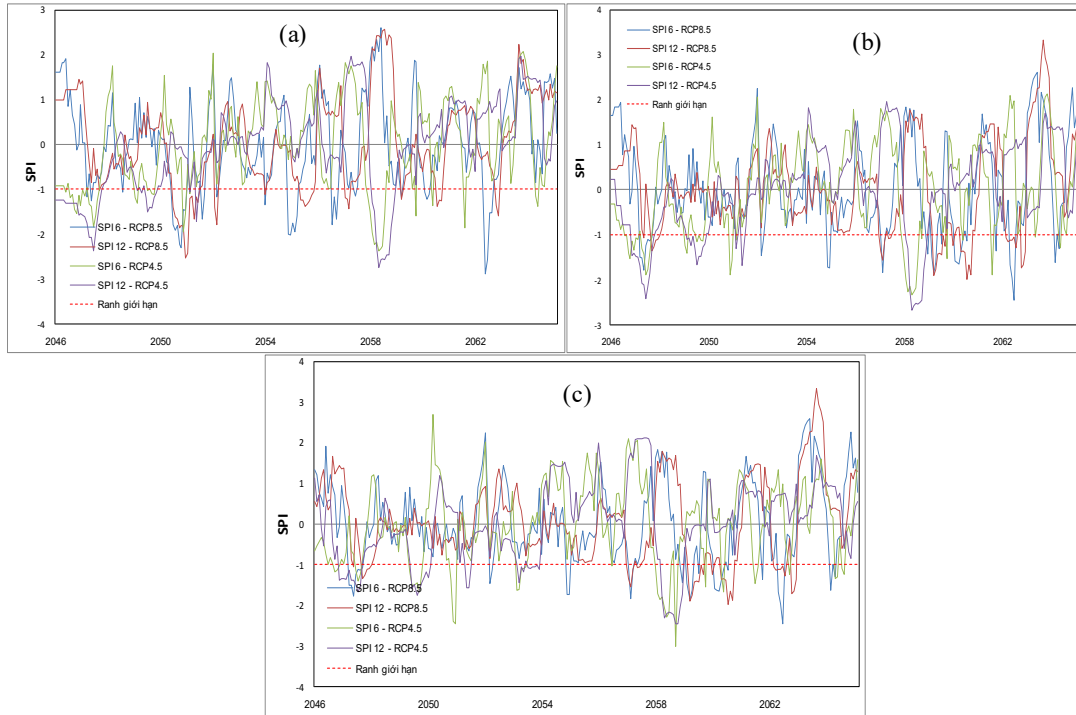 (a)
3
2
1
0
-1
-2
-3
-4
SPI
SPI 6 - RCP8.5
SPI 12 - RCP8.5
SPI 6 - RCP4.5
SPI 12 - RCP4.5
Ranh giới hạn
2046 2050 2054 2058 2062
(b)
4
3
2
1
0
-1
-2
-3
SPI
SPI 6 - RCP8.5
SPI 12 - RCP8.5
SPI 6 - RCP4.5
SPI 12 - RCP4.5
Ranh giới hạn
2046 2050 2054 2058 2062
(c)
4
3
2
1
0
-1
-2
-3
-4
SPI
SPI 6 - RCP8.5
SPI 12 - RCP8.5
SPI 6 - RCP4.5
SPI 12 - RCP4.5
Ranh giới hạn
2046 2050 2054 2058 2062